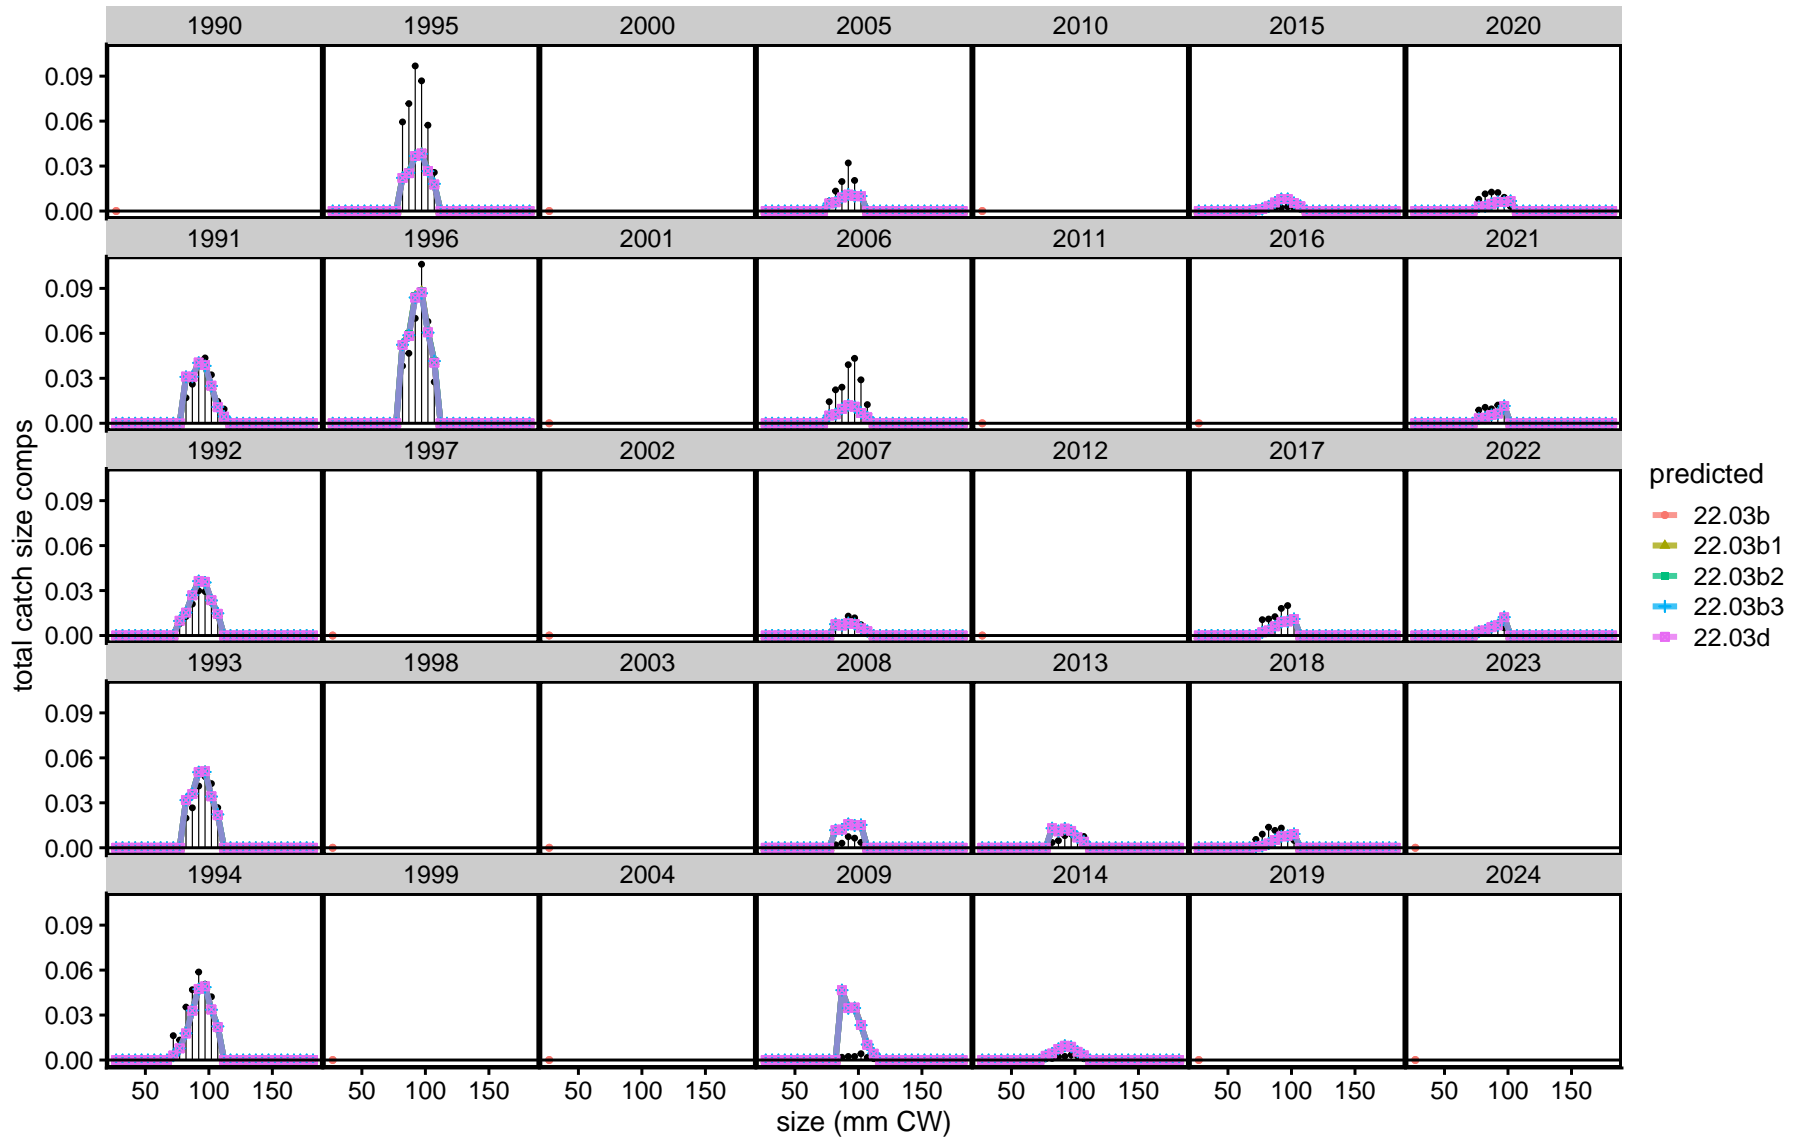 1990 1995 2000 2005 2010 2015 2020
0.09
0.06
0.03
0.00
1991 1996 2001 2006 2011 2016 2021
0.09
0.06
0.03
0.00
1992 1997 2002 2007 2012 2017 2022
0.09
0.06
0.03
0.00
1993 1998 2003 2008 2013 2018 2023
0.09
0.06
0.03
0.00
1994 1999 2004 2009 2014 2019 2024
0.09
0.06
0.03
0.00
50 100 150 50 100 150 50 100 150 50 100 150 50 100 150 50 100 150 50 100 150
size (mm CW)
total catch size comps
predicted
22.03b
22.03b1
22.03b2
22.03b3
22.03d